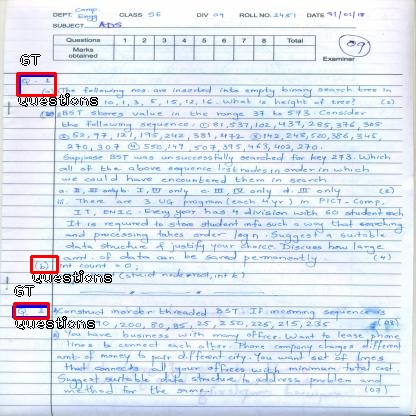 DEPT. Comp. Engg CLASS SE DIV 09 ROLL NO. 2451 DATE 31/01/18
SUBJECT ADS
Questions 1 2 3 4 5 6 7 8 Total
Marks obtained
09
Examiner
GT
Q. 1
Questions
(a) The following nos. are inserted into empty binary search tree in
10, 1, 3, 5, 15, 12, 16. What is height of tree? (2)
BST stores value in the range 37 to 573. Consider
the following sequence. 81, 537, 102, 439, 285, 376, 305
52, 97, 121, 195, 242, 381, 472 142, 248, 520, 386, 345
270, 307 550, 149, 507, 395, 463, 402, 270.
Suppose BST was unsuccessfully searched for key 273. Which
all of the above sequence list nodes in order in which
we could have encountered them in search
a. II, III only b. I, III only c. III, IV only d. III only (2)
iii. There are 3 UG program (each 4 yr) in PICT - Comp,
IT, EnTC. Every year has 4 division with 60 student each
It is required to store student info such a way that searching
and processing takes order logn. Suggest a suitable
data structure & justify your choice. Discuss how large
amt. of data can be saved permanently (4)
(b) int count = 0;
Questions
(struct node *root, int k)
GT
Q. 2
Questions
Construct inorder threaded BST. If incoming sequence is
10, 200, 80, 85, 25, 250, 225, 215, 235
You have business with many office. Want to lease phone
lines to connect each other. Phone company charges different
amt. of money to pair different city. You want set of lines
that connects all your offices with minimum total cost
Suggest suitable data structure to address problem and
method for the same (03)